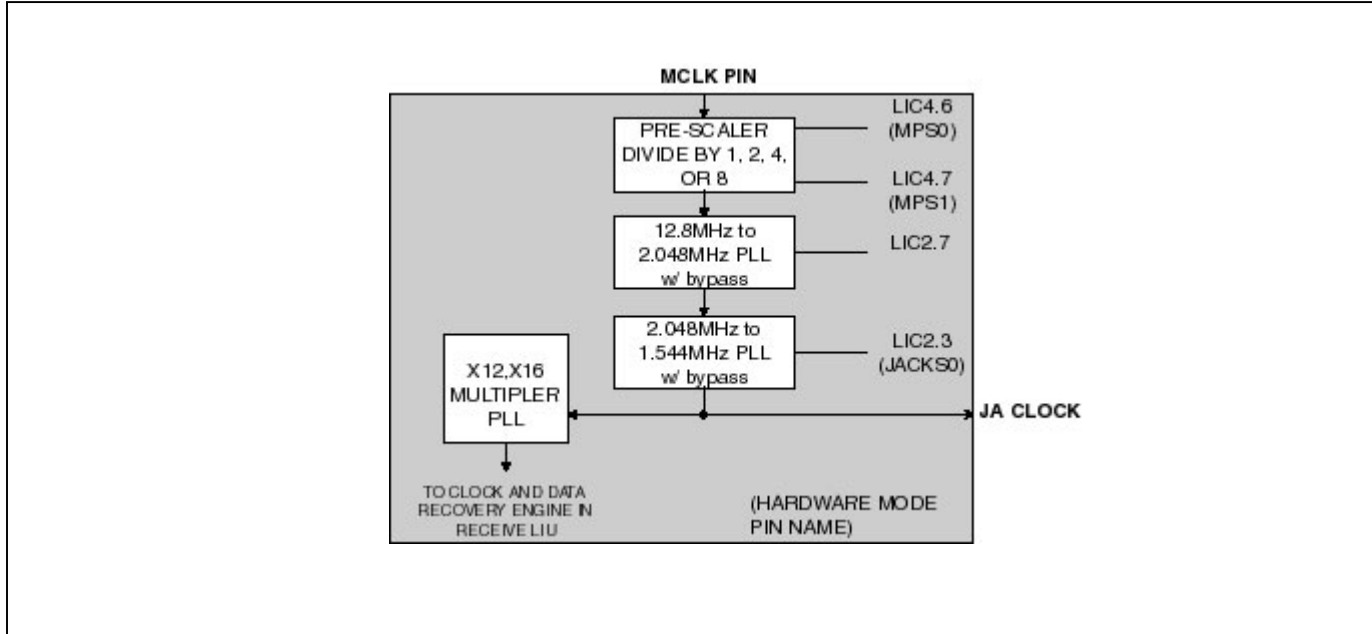 MCLK PIN
PRE-SCALER
DIVIDE BY 1, 2, 4,
OR 8
LIC4.6
(MPS0)
LIC4.7
(MPS1)
12.8MHz to
2.048MHz PLL
w/ bypass
LIC2.7
2.048MHz to
1.544MHz PLL
w/ bypass
LIC2.3
(JACKS0)
X12,X16
MULTIPLER
PLL
JA CLOCK
TO CLOCK AND DATA
RECOVERY ENGINE IN
RECEIVE LIU
(HARDWARE MODE
PIN NAME)